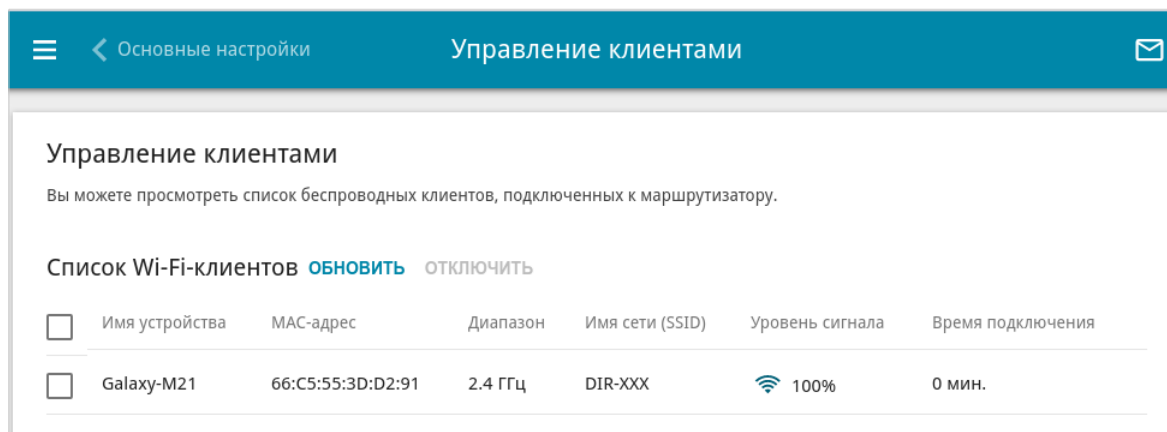 Основные настройки Управление клиентами
Управление клиентами
Вы можете просмотреть список беспроводных клиентов, подключенных к маршрутизатору.
Список Wi-Fi-клиентов ОБНОВИТЬ ОТКЛЮЧИТЬ
Имя устройства MAC-адрес Диапазон Имя сети (SSID) Уровень сигнала Время подключения
Galaxy-M21 66:C5:55:3D:D2:91 2.4 ГГц DIR-XXX 100% 0 мин.